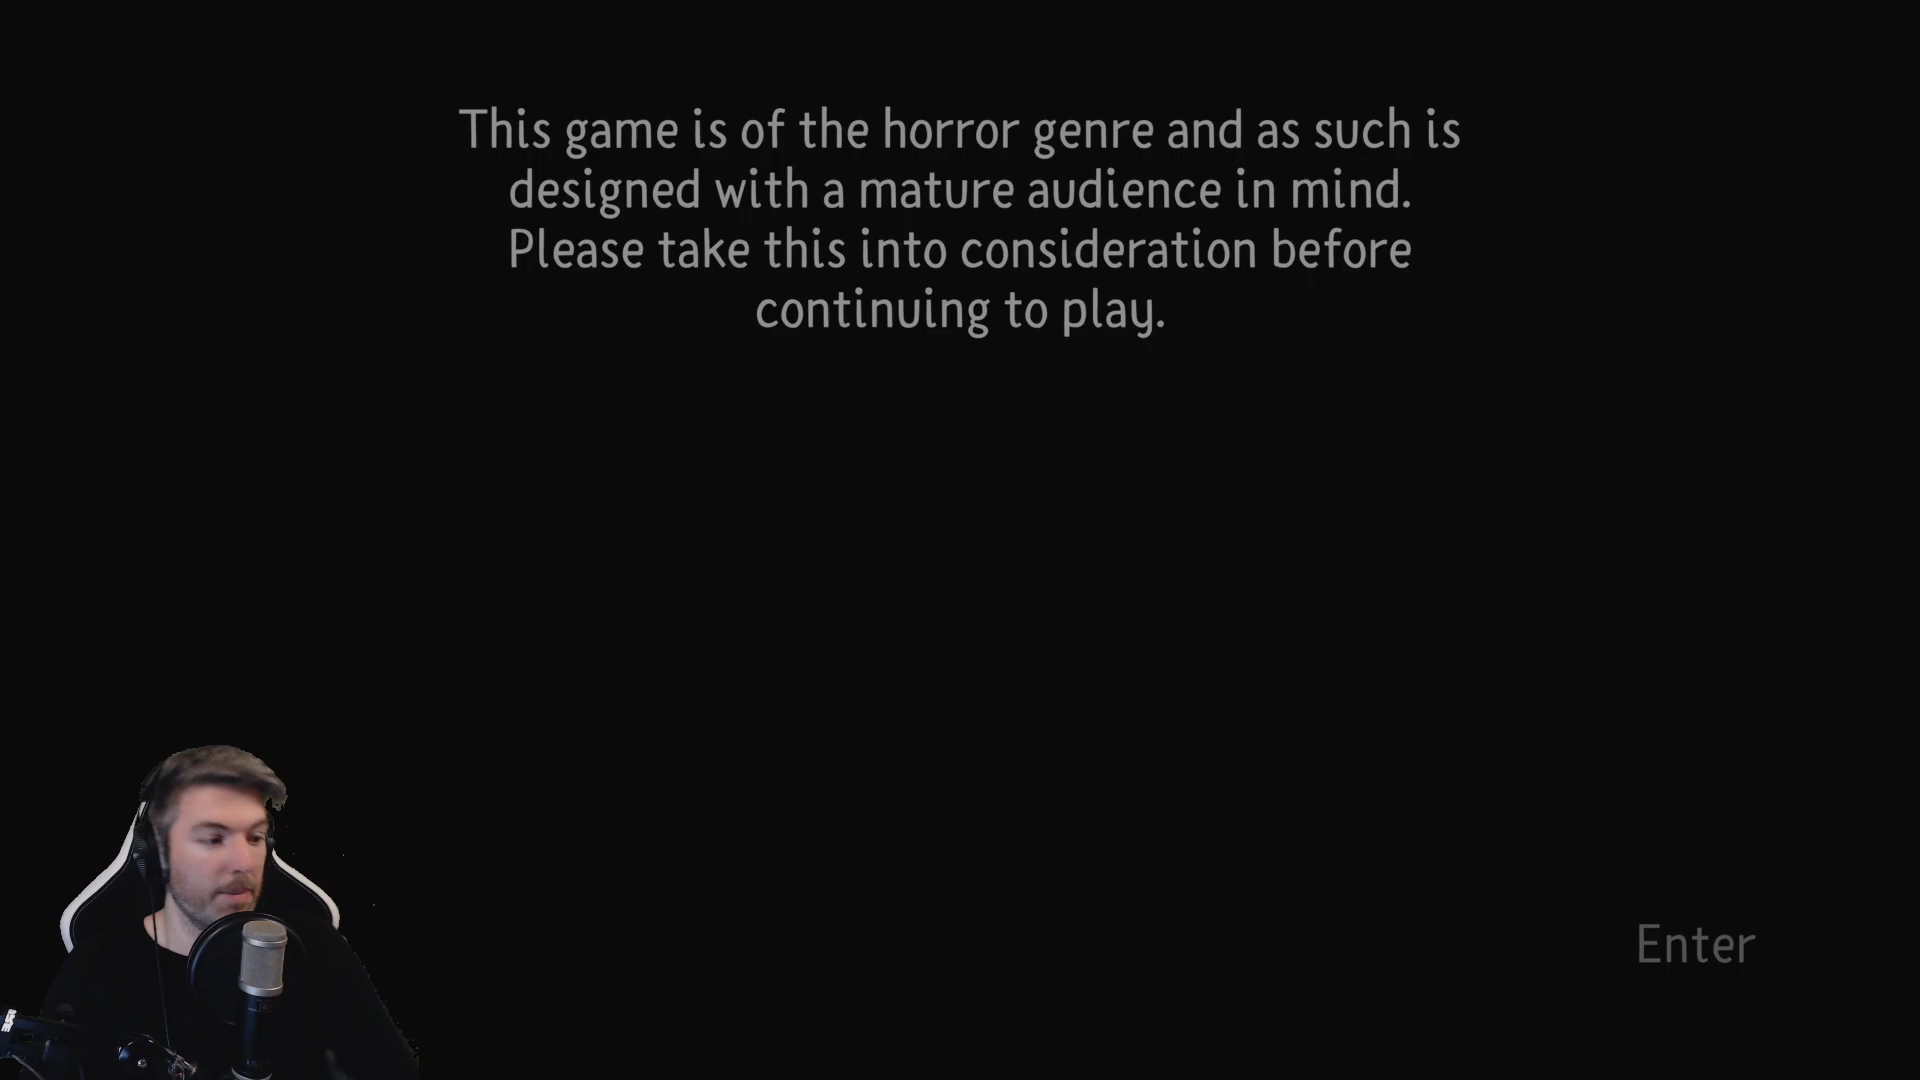 This game is of the horror genre and as such is
designed with a mature audience in mind.
Please take this into consideration before
continuing to play.
Enter